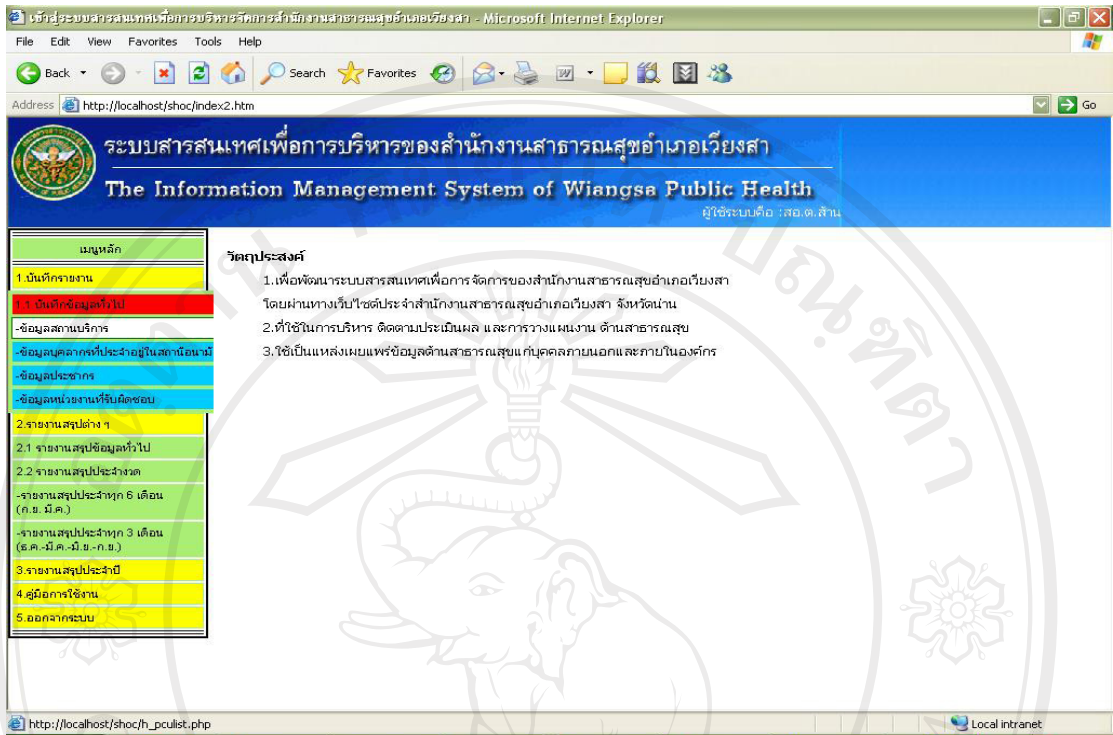 เข้าสู่ระบบสารสนเทศเพื่อการบริหารจัดการสำนักงานสาธารณสุขอำเภอเวียงสา - Microsoft Internet Explorer
File Edit View Favorites Tools Help
Back Search Favorites
Address http://localhost/shoc/index2.htm Go
ระบบสารสนเทศเพื่อการบริหารของสำนักงานสาธารณสุขอำเภอเวียงสา
The Information Management System of Wiangsa Public Health
ผู้ใช้ระบบคือ :สอ.ต.ส้าน
เมนูหลัก
1.บันทึกรายงาน
1.1 บันทึกข้อมูลทั่วไป
-ข้อมูลสถานบริการ
-ข้อมูลบุคลากรที่ประจำอยู่ในสถานีอนามั
-ข้อมูลประชากร
-ข้อมูลหน่วยงานที่รับผิดชอบ
2.รายงานสรุปต่าง ๆ
2.1 รายงานสรุปข้อมูลทั่วไป
2.2 รายงานสรุปประจำงวด
-รายงานสรุปประจำทุก 6 เดือน
(ก.ย. มี.ค.)
-รายงานสรุปประจำทุก 3 เดือน
(ธ.ค.-มี.ค.-มิ.ย.-ก.ย.)
3.รายงานสรุปประจำปี
4.คู่มือการใช้งาน
5.ออกจากระบบ
วัตถุประสงค์
1.เพื่อพัฒนาระบบสารสนเทศเพื่อการจัดการของสำนักงานสาธารณสุขอำเภอเวียงสา
โดยผ่านทางเว็บไซต์ประจำสำนักงานสาธารณสุขอำเภอเวียงสา จังหวัดน่าน
2.ที่ใช้ในการบริหาร ติดตามประเมินผล และการวางแผนงาน ด้านสาธารณสุข
3.ใช้เป็นแหล่งเผยแพร่ข้อมูลด้านสาธารณสุขแก่บุคคลภายนอกและภายในองค์กร
http://localhost/shoc/h_pculist.php Local intranet